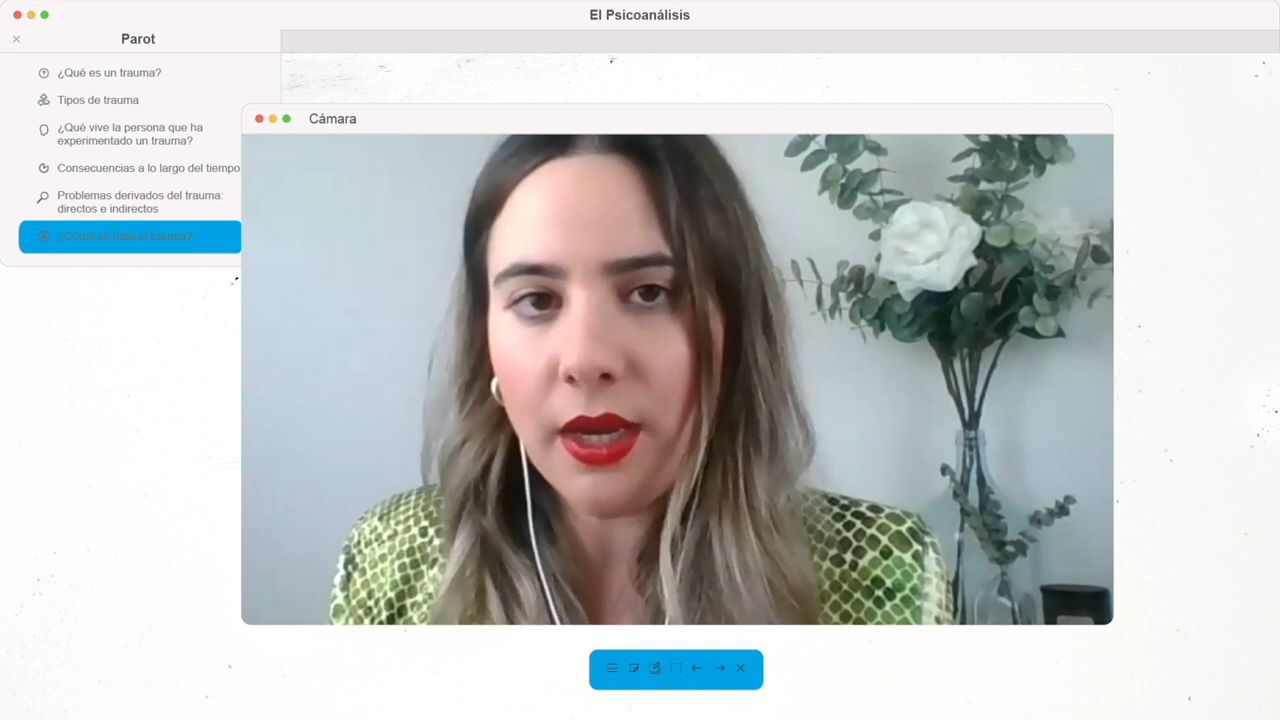 El Psicoanálisis
Parot
¿Qué es un trauma?
Tipos de trauma
¿Qué vive la persona que ha
experimentado un trauma?
Consecuencias a lo largo del tiempo
Problemas derivados del trauma:
directos e indirectos
¿Cómo se trata el trauma?
Cámara